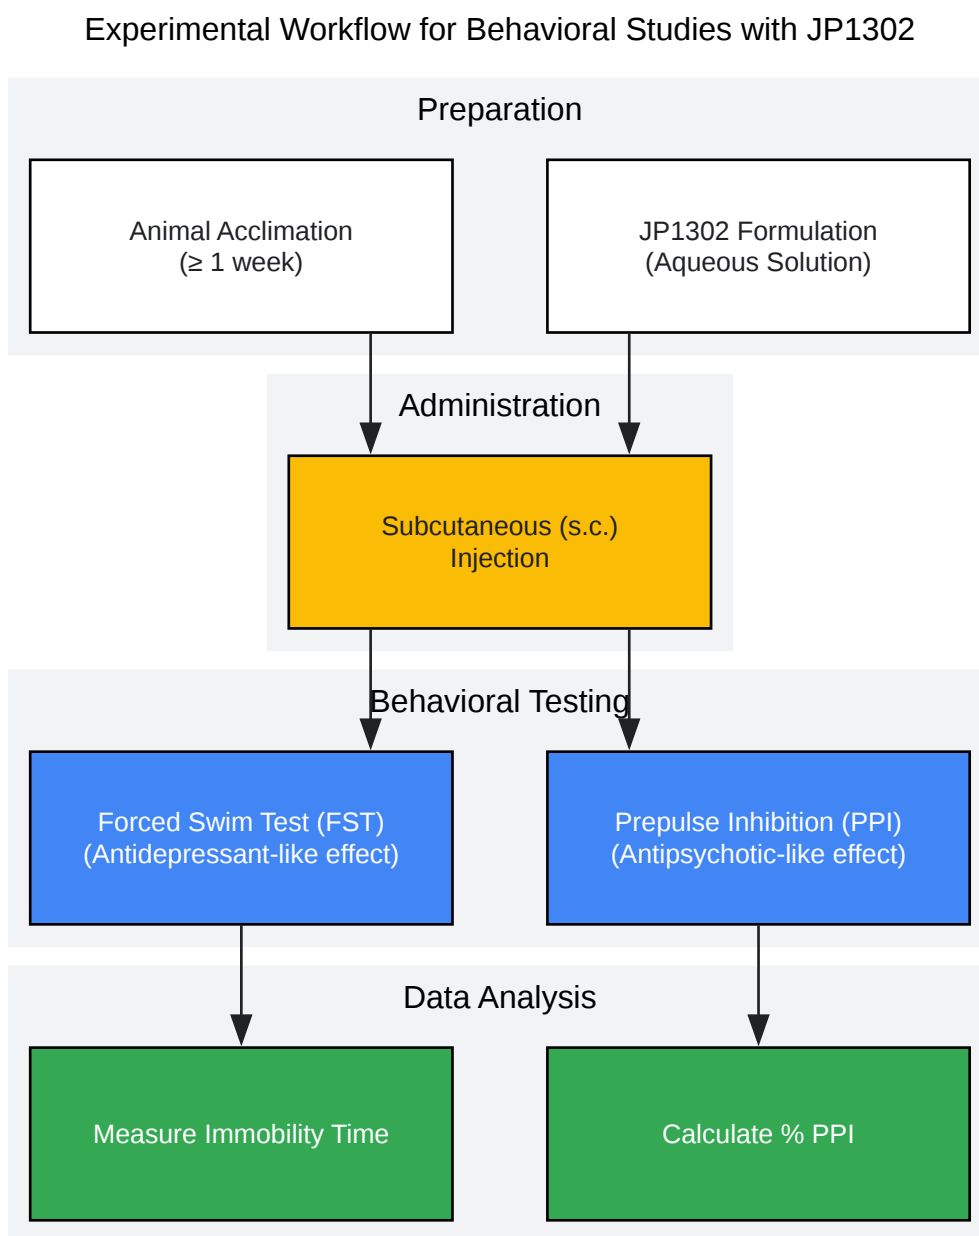 Experimental Workflow for Behavioral Studies with JP1302
Preparation
Animal Acclimation
(≥ 1 week)
JP1302 Formulation
(Aqueous Solution)
Administration
Subcutaneous (s.c.)
Injection
Behavioral Testing
Forced Swim Test (FST)
(Antidepressant-like effect)
Prepulse Inhibition (PPI)
(Antipsychotic-like effect)
Data Analysis
Measure Immobility Time
Calculate % PPI